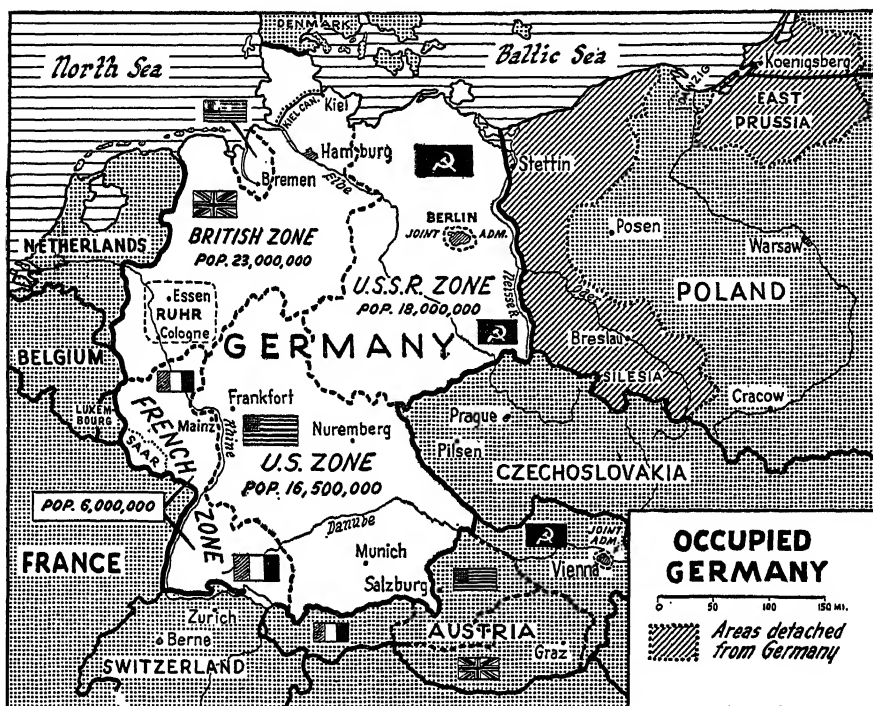 DENMARK
North Sea
Baltic Sea
Koenigsberg
DANZIG
EAST
PRUSSIA
KIEL CAN.
Kiel
Hamburg
Elbe
Stettin
Bremen
BERLIN
JOINT ADM.
Posen
Warsaw
NETHERLANDS
BRITISH ZONE
POP. 23,000,000
U.S.S.R. ZONE
POP. 18,000,000
Neisse R.
Oder
POLAND
Essen
RUHR
Cologne
Breslau
GERMANY
BELGIUM
SILESIA
Cracow
LUXEM-
BOURG
FRENCH
ZONE
Frankfort
Mainz
Rhine
Nuremberg
Prague
Pilsen
SAAR
U.S. ZONE
POP. 16,500,000
CZECHOSLOVAKIA
POP. 6,000,000
Danube
JOINT
ADM.
Vienna
FRANCE
Munich
Salzburg
Zurich
Berne
SWITZERLAND
AUSTRIA
Graz
OCCUPIED
GERMANY
0 50 100 150 MI.
Areas detached
from Germany